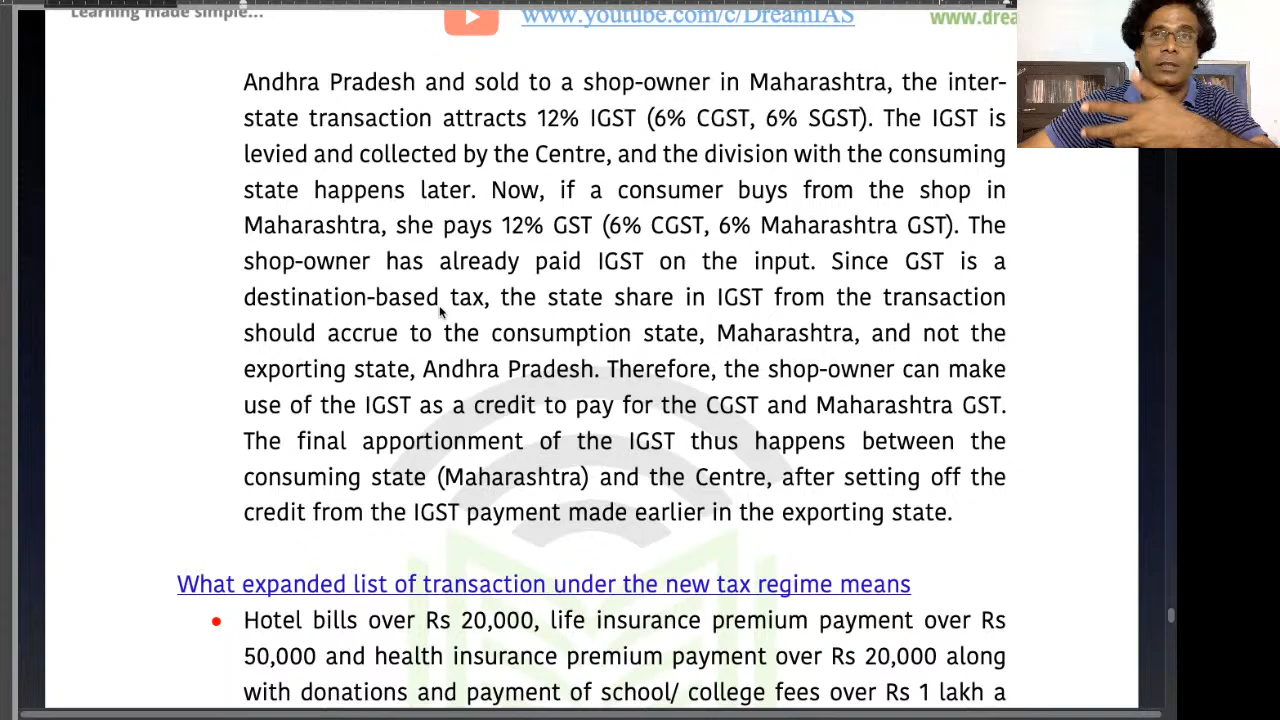 Learning made simple...
www.youtube.com/c/DreamIAS
www.drea
Andhra Pradesh and sold to a shop-owner in Maharashtra, the inter-
state transaction attracts 12% IGST (6% CGST, 6% SGST). The IGST is
levied and collected by the Centre, and the division with the consuming
state happens later. Now, if a consumer buys from the shop in
Maharashtra, she pays 12% GST (6% CGST, 6% Maharashtra GST). The
shop-owner has already paid IGST on the input. Since GST is a
destination-based tax, the state share in IGST from the transaction
should accrue to the consumption state, Maharashtra, and not the
exporting state, Andhra Pradesh. Therefore, the shop-owner can make
use of the IGST as a credit to pay for the CGST and Maharashtra GST.
The final apportionment of the IGST thus happens between the
consuming state (Maharashtra) and the Centre, after setting off the
credit from the IGST payment made earlier in the exporting state.
What expanded list of transaction under the new tax regime means
Hotel bills over Rs 20,000, life insurance premium payment over Rs
50,000 and health insurance premium payment over Rs 20,000 along
with donations and payment of school/ college fees over Rs 1 lakh a